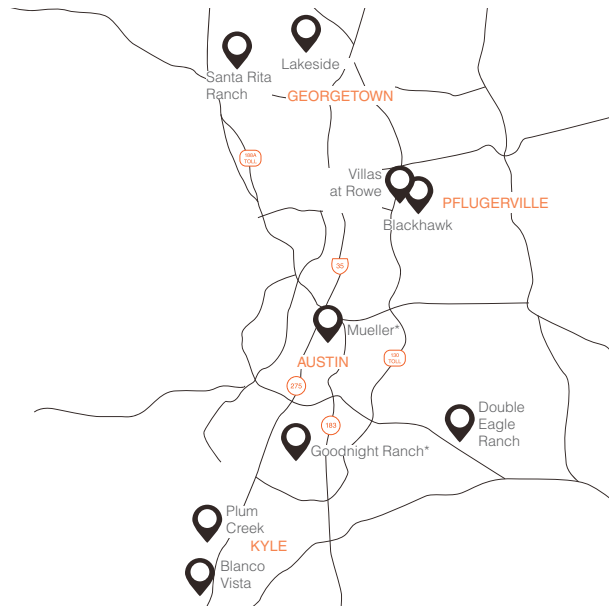 Lakeside
Santa Rita
Ranch
GEORGETOWN
183A
TOLL
Villas
at Rowe
PFLUGERVILLE
Blackhawk
35
Mueller*
AUSTIN
130
TOLL
275
Double
Eagle
Ranch
183
Goodnight Ranch*
Plum
Creek
KYLE
Blanco
Vista